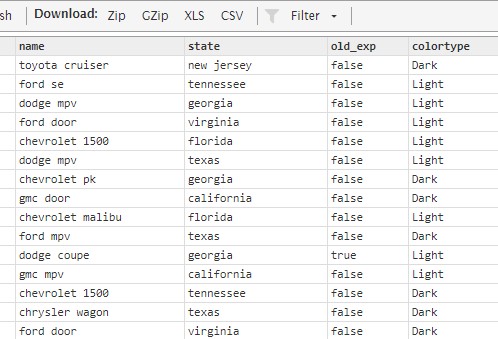 sh Download: Zip GZip XLS CSV Filter
name state old_exp colortype
toyota cruiser new jersey false Dark
ford se tennessee false Light
dodge mpv georgia false Light
ford door virginia false Light
chevrolet 1500 florida false Light
dodge mpv texas false Light
chevrolet pk georgia false Dark
gmc door california false Dark
chevrolet malibu florida false Light
ford mpv texas false Dark
dodge coupe georgia true Light
gmc mpv california false Light
chevrolet 1500 tennessee false Dark
chrysler wagon texas false Dark
ford door virginia false Dark